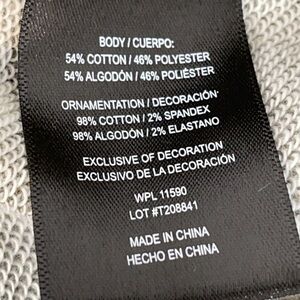 BODY / CUERPO:
54% COTTON / 46% POLYESTER
54% ALGODÓN / 46% POLIÉSTER
ORNAMENTATION / DECORACIÓN:
98% COTTON / 2% SPANDEX
98% ALGODÓN / 2% ELASTANO
EXCLUSIVE OF DECORATION
EXCLUSIVA DE LA DECORACIÓN
WPL 11590
LOT #T208841
MADE IN CHINA
HECHO EN CHINA